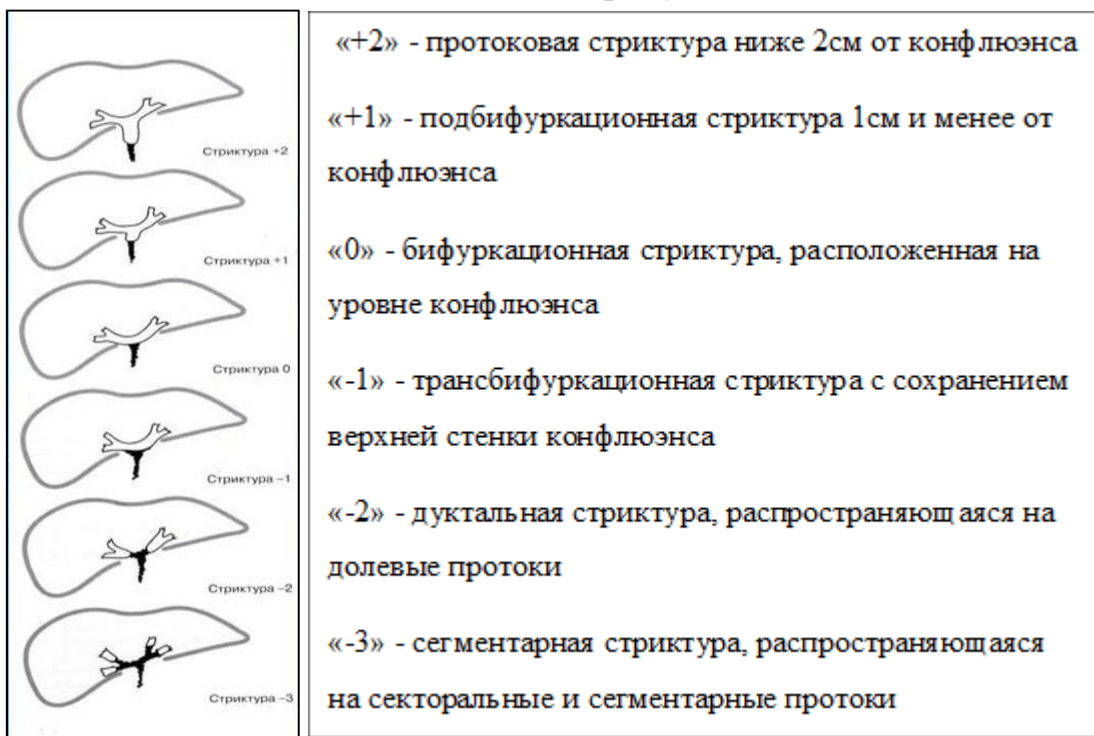 Стриктура +2
Стриктура +1
Стриктура 0
Стриктура –1
Стриктура –2
Стриктура –3
«+2» - протоковая стриктура ниже 2см от конфлюэнса
«+1» - подбифуркационная стриктура 1см и менее от
конфлюэнса
«0» - бифуркационная стриктура, расположенная на
уровне конфлюэнса
«-1» - трансбифуркационная стриктура с сохранением
верхней стенки конфлюэнса
«-2» - дуктальная стриктура, распространяющаяся на
долевые протоки
«-3» - сегментарная стриктура, распространяющаяся
на секторальные и сегментарные протоки